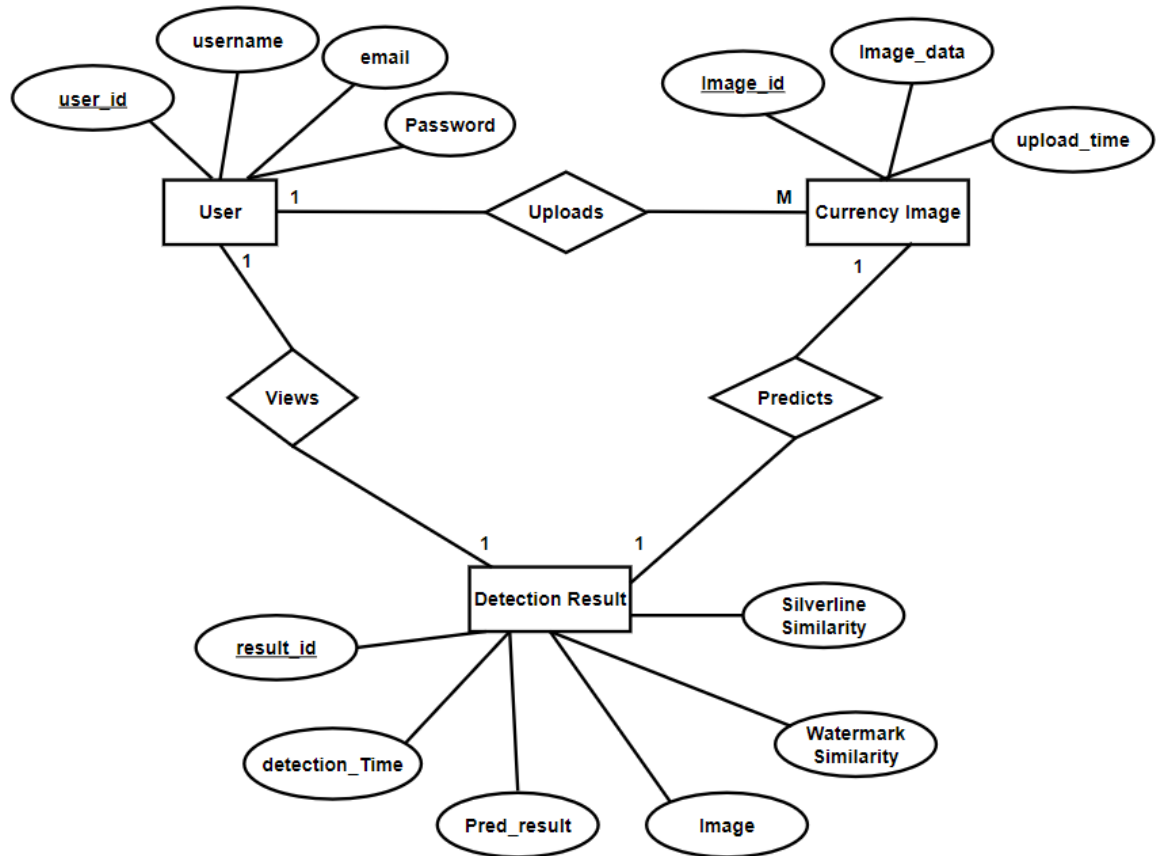 username
email
user_id
Password
Image_data
Image_id
upload_time
User
1
Uploads
M
Currency Image
1
1
Views
Predicts
1
1
Detection Result
Silverline
Similarity
result_id
Watermark
Similarity
detection_Time
Pred_result
Image